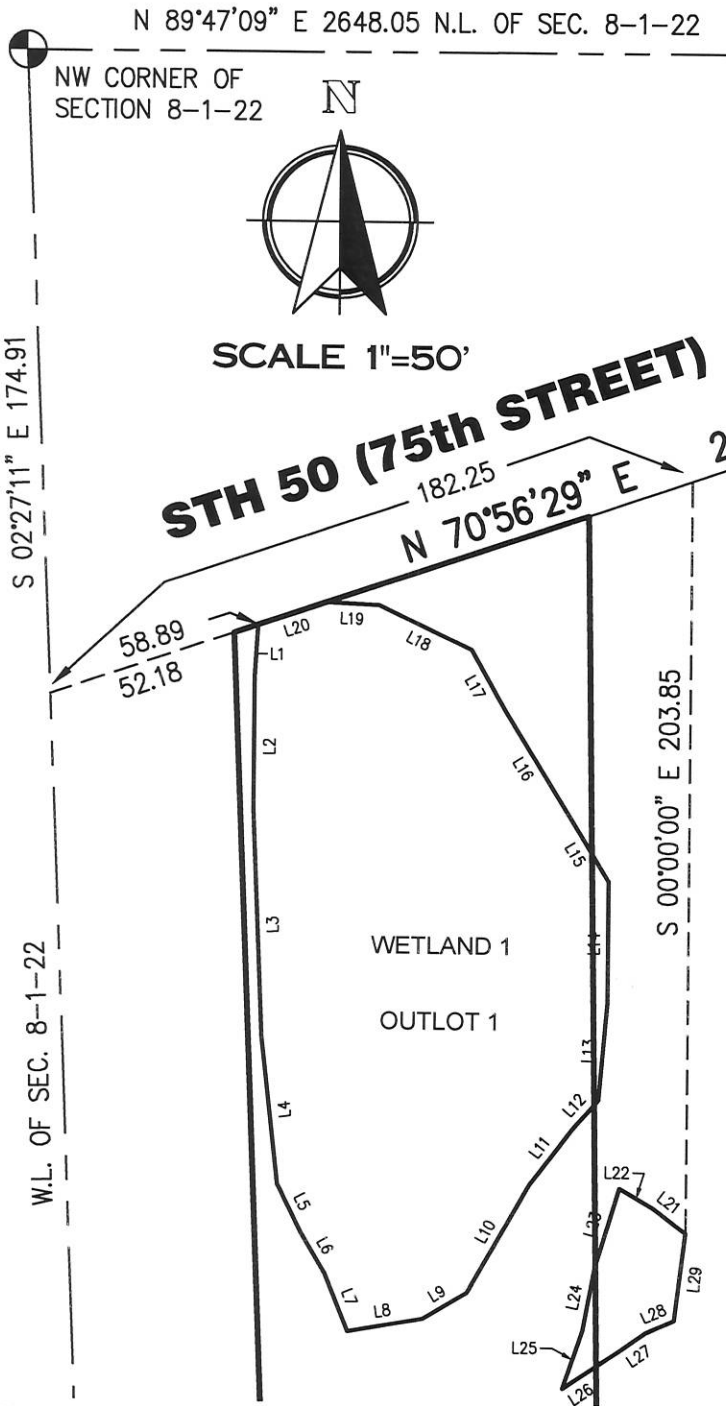 N 89°47'09" E 2648.05 N.L. OF SEC. 8-1-22
NW CORNER OF
SECTION 8-1-22
N
SCALE 1"=50'
S 02°27'11" E 174.91
STH 50 (75th STREET)
182.25
2
N 70°56'29" E
58.89
52.18
L20
L19
L18
L1
L17
L2
L16
L15
S 00°00'00" E 203.85
L3
WETLAND 1
L14
OUTLOT 1
W.L. OF SEC. 8-1-22
L13
L4
L12
L11
L22
L21
L5
L10
L23
L6
L29
L7
L8
L9
L24
L28
L25
L27
L26